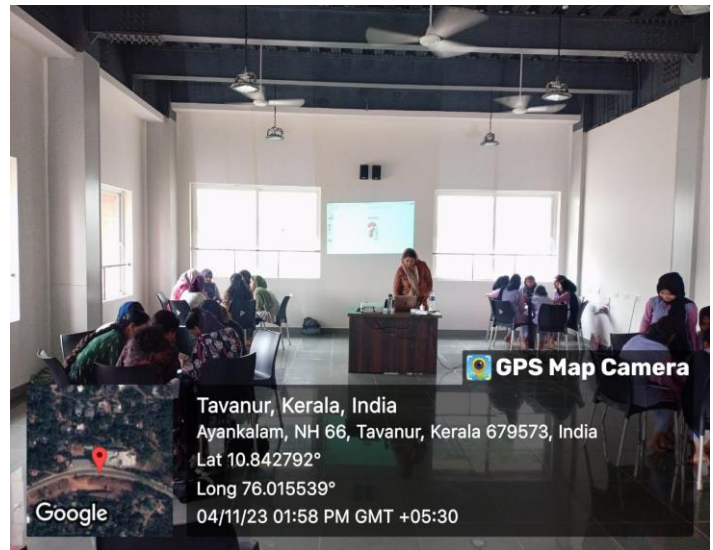 GPS Map Camera
Tavanur, Kerala, India
Ayankalam, NH 66, Tavanur, Kerala 679573, India
Lat 10.842792°
Long 76.015539°
04/11/23 01:58 PM GMT +05:30
Google